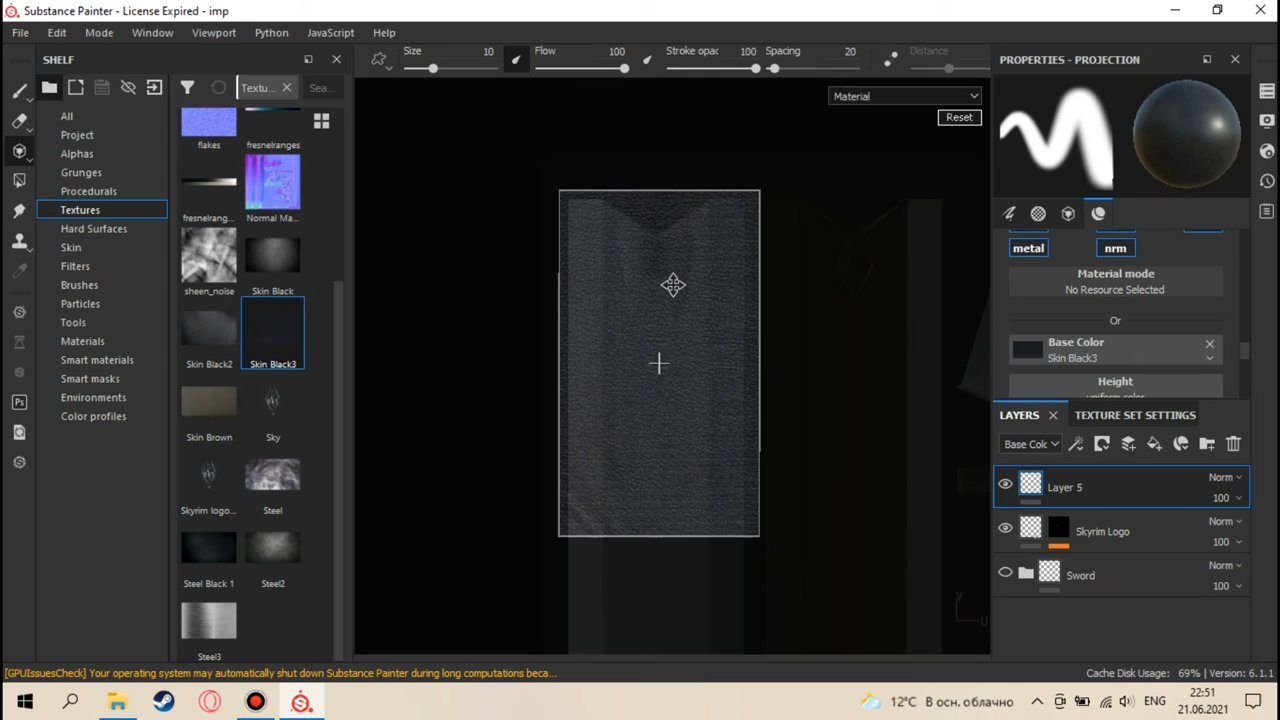 Substance Painter - License Expired - imp
File Edit Mode Window Viewport Python JavaScript Help
SHELF
Size 10 Flow 100 Stroke opac 100 Spacing 20 Distance
Textu... Sea...
All
Project
Alphas
Grunges
Procedurals
Textures
Hard Surfaces
Skin
Filters
Brushes
Particles
Tools
Materials
Smart materials
Smart masks
Environments
Color profiles
flakes fresnelranges
fresnelrang... Normal Ma...
sheen_noise Skin Black
Skin Black2 Skin Black3
Skin Brown Sky
Skyrim logo... Steel
Steel Black 1 Steel2
Steel3
Material
Reset
PROPERTIES - PROJECTION
metal nrm
Material mode
No Resource Selected
Or
Base Color
Skin Black3
Height
uniform color
LAYERS TEXTURE SET SETTINGS
Base Colc
Layer 5 Norm 100
Skyrim Logo Norm 100
Sword Norm 100
Ps
y
U
[GPUIssuesCheck] Your operating system may automatically shut down Substance Painter during long computations beca...
Cache Disk Usage: 69% | Version: 6.1.1
12°C В осн. облачно
ENG
22:51
21.06.2021